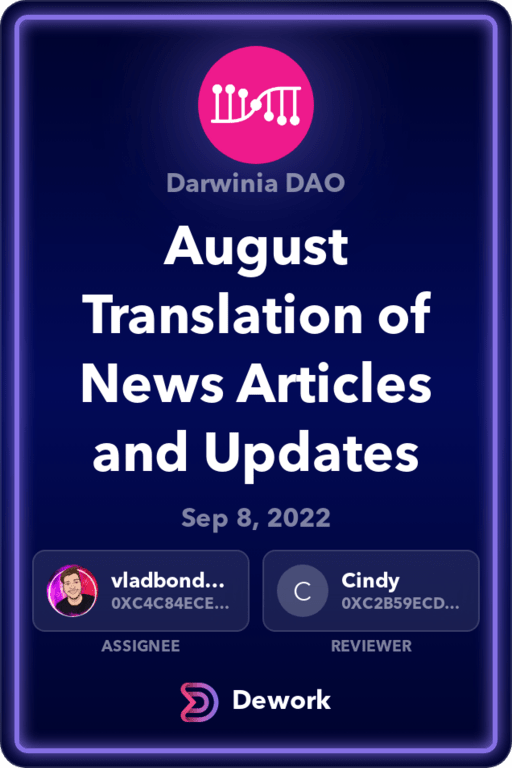 Darwinia DAO
August
Translation of
News Articles
and Updates
Sep 8, 2022
vladbond...
0XC4C84ECE...
ASSIGNEE
C
Cindy
0XC2B59ECD...
REVIEWER
Dework